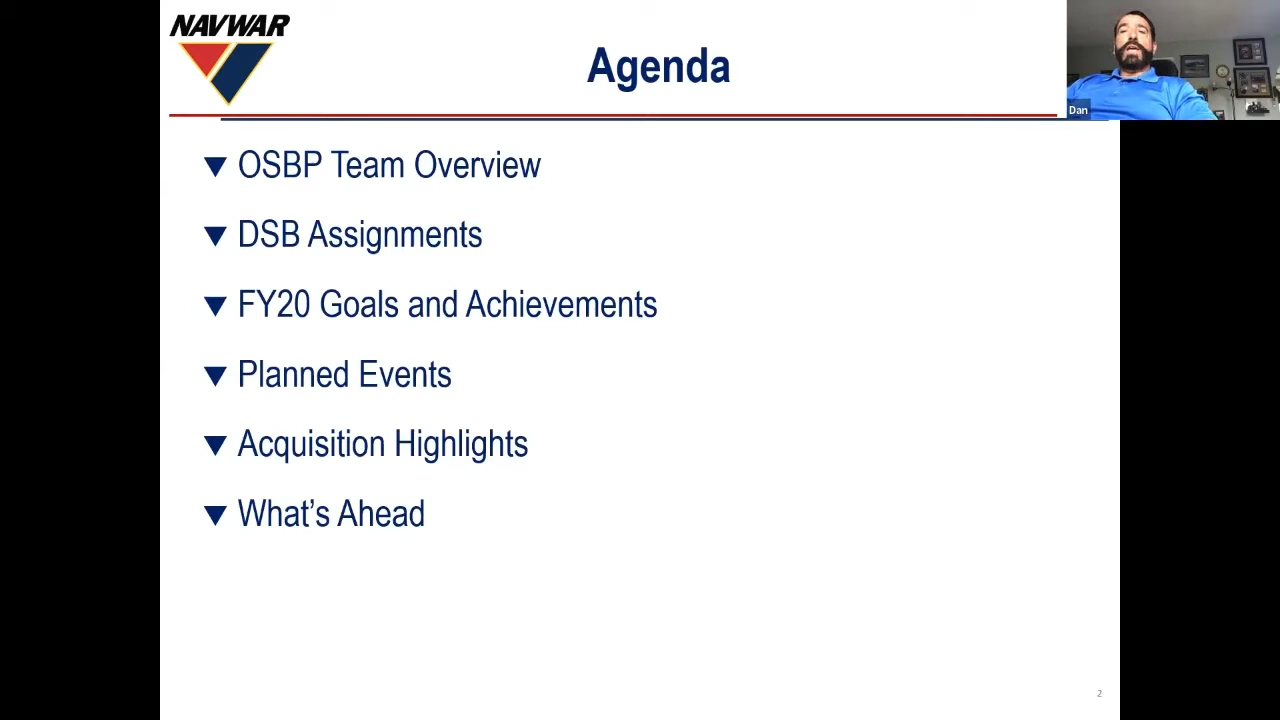 NAVWAR
Agenda
Dan
OSBP Team Overview
DSB Assignments
FY20 Goals and Achievements
Planned Events
Acquisition Highlights
What's Ahead
2